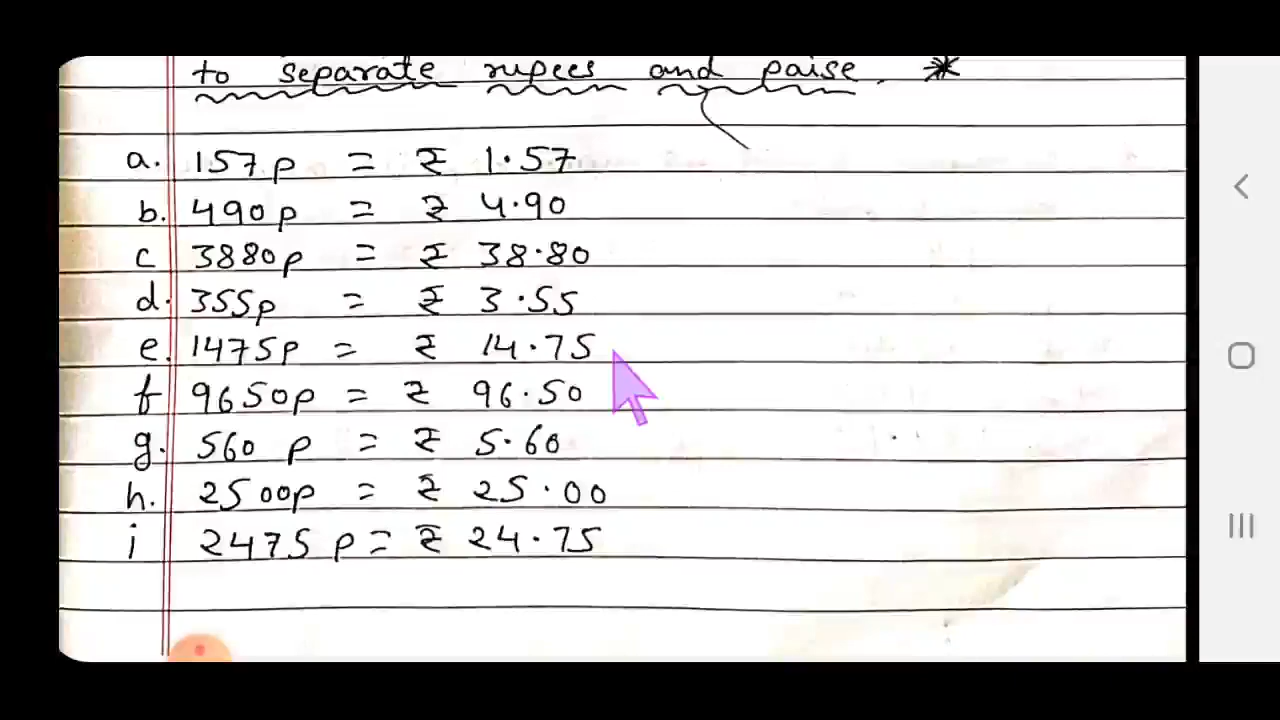 to separate rupees and paise. *
a. 157p = ₹ 1.57
b. 490p = ₹ 4.90
c 3880p = ₹ 38.80
d. 355p = ₹ 3.55
e. 1475p = ₹ 14.75
f 9650p = ₹ 96.50
g. 560 p = ₹ 5.60
h. 2500p = ₹ 25.00
i 2475 p = ₹ 24.75